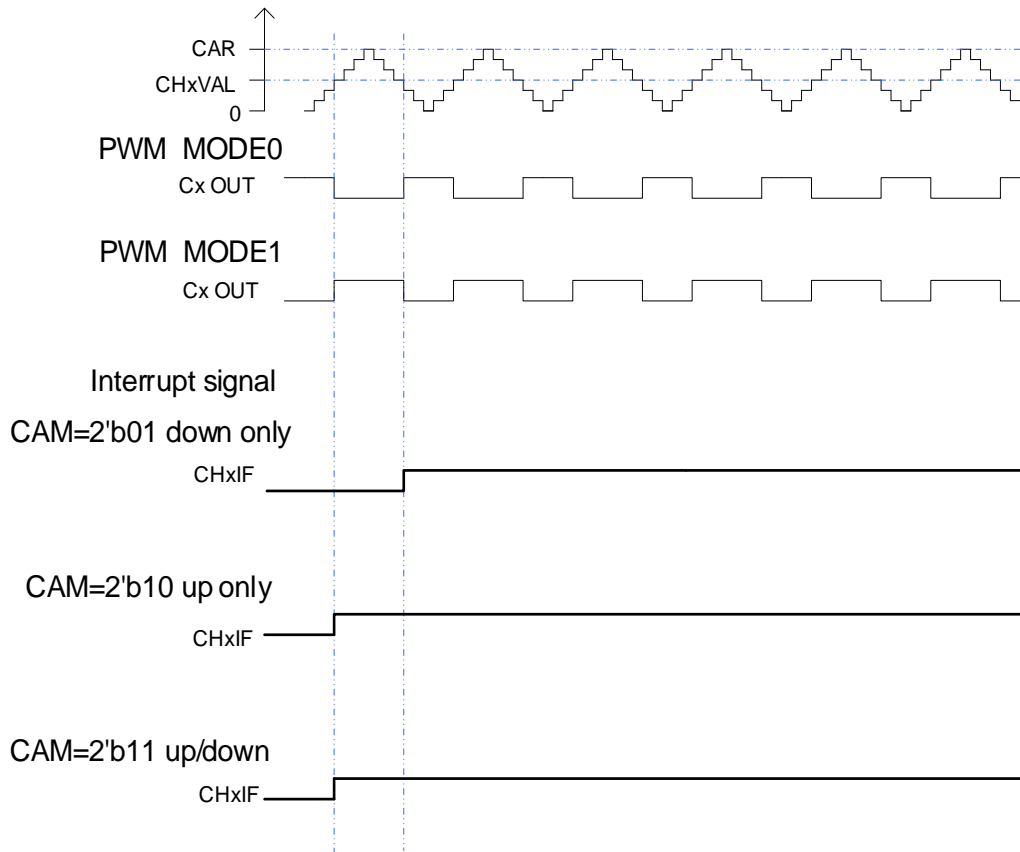 CAR
CHxVAL
0
PWM MODE0
Cx OUT
PWM MODE1
Cx OUT
Interrupt signal
CAM=2'b01 down only
CHxIF
CAM=2'b10 up only
CHxIF
CAM=2'b11 up/down
CHxIF